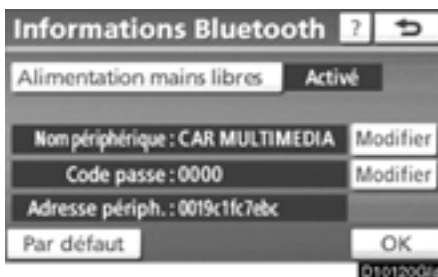 Informations Bluetooth ?
Alimentation mains libres Activé
Nom périphérique : CAR MULTIMEDIA Modifier
Code passe : 0000 Modifier
Adresse périph. : 0019c1fc7ebc
Par défaut OK